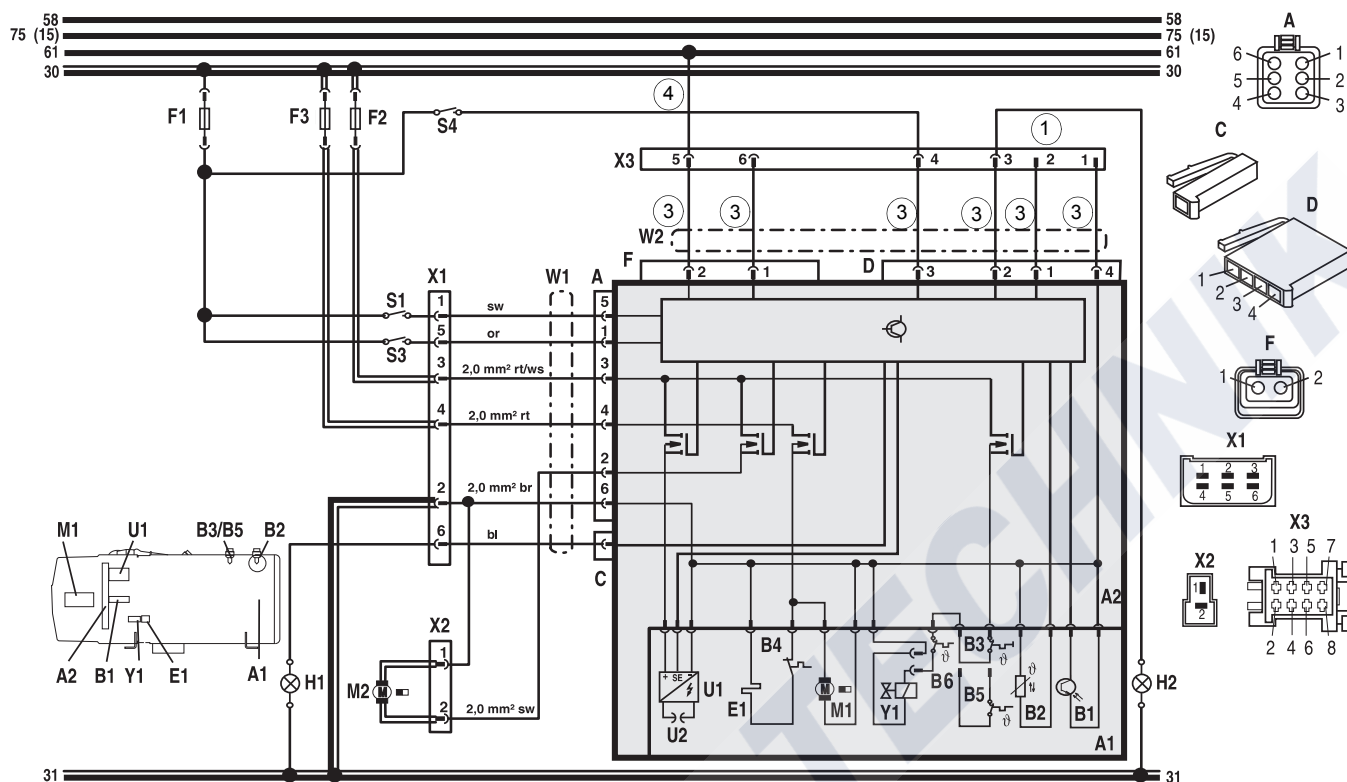 58 58
75 (15) 75 (15)
61 61
30 30
A
6 1
5 2
4 3
F1 F3 F2
S4
4
1
C
X3 5 6 4 3 2 1
3 3 3 3 3 3
W2
D
1
2
3
4
F D
2 1 3 2 1 4
X1 W1 A
S1 1 sw 5
S3 5 or 1
3 2,0 mm² rt/ws 3
4 2,0 mm² rt 4
2
2 2,0 mm² br 6
6 bl
C
F
1 2
X1
1 2 3
4 5 6
X3
1 3 5 7
2 4 6 8
X2
1
2
M1 U1 B3/B5 B2
A2 B1 Y1 E1 A1
H1
X2
1
M2
2 2,0 mm² sw
A2
+ SE - U1
U2
E1
B4
M M1
Y1
B6
B3
ϑ
B5
B2
B1
A1
H2
TECHNIK
31 31